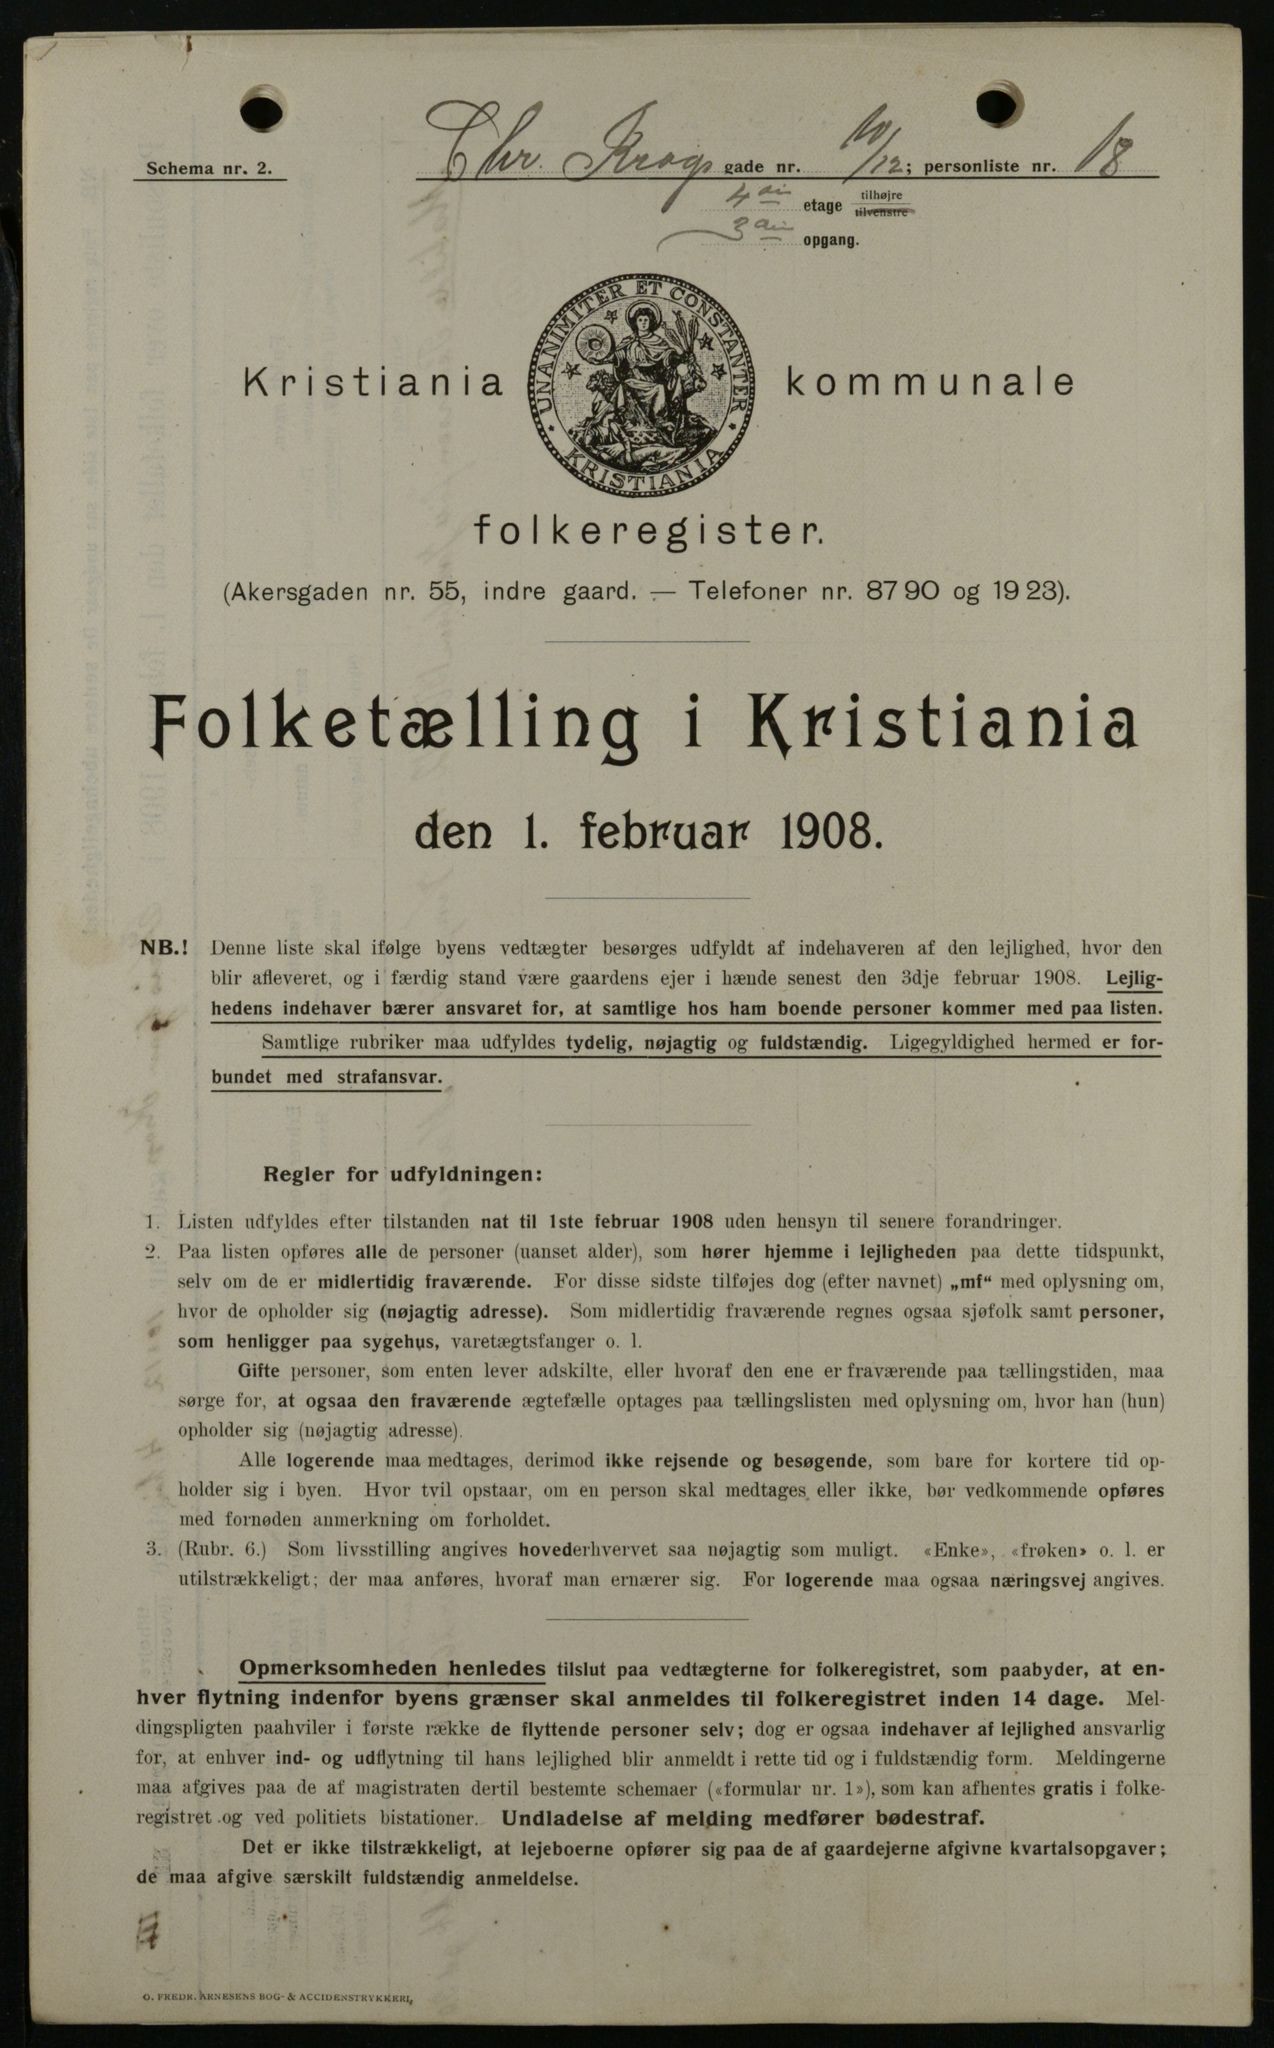 Schema nr. 2.
Chr. Krogs gade nr. 10/12; personliste nr. 18
4de etage tilhøjre tilvenstre
3die opgang.
UNANIMITER ET CONSTANTER
KRISTIANIA
Kristiania kommunale
folkeregister.
(Akersgaden nr. 55, indre gaard. — Telefoner nr. 8790 og 1923).
Folketælling i Kristiania
den 1. februar 1908.
NB.! Denne liste skal ifølge byens vedtægter besørges udfyldt af indehaveren af den lejlighed, hvor den
blir afleveret, og i færdig stand være gaardens ejer i hænde senest den 3dje februar 1908. Lejlig-
hedens indehaver bærer ansvaret for, at samtlige hos ham boende personer kommer med paa listen.
Samtlige rubriker maa udfyldes tydelig, nøjagtig og fuldstændig. Ligegyldighed hermed er for-
bundet med strafansvar.
Regler for udfyldningen:
1. Listen udfyldes efter tilstanden nat til 1ste februar 1908 uden hensyn til senere forandringer.
2. Paa listen opføres alle de personer (uanset alder), som hører hjemme i lejligheden paa dette tidspunkt,
selv om de er midlertidig fraværende. For disse sidste tilføjes dog (efter navnet) „mf“ med oplysning om,
hvor de opholder sig (nøjagtig adresse). Som midlertidig fraværende regnes ogsaa sjøfolk samt personer,
som henligger paa sygehus, varetægtsfanger o. l.
Gifte personer, som enten lever adskilte, eller hvoraf den ene er fraværende paa tællingstiden, maa
sørge for, at ogsaa den fraværende ægtefælle optages paa tællingslisten med oplysning om, hvor han (hun)
opholder sig (nøjagtig adresse).
Alle logerende maa medtages, derimod ikke rejsende og besøgende, som bare for kortere tid op-
holder sig i byen. Hvor tvil opstaar, om en person skal medtages eller ikke, bør vedkommende opføres
med fornøden anmerkning om forholdet.
3. (Rubr. 6.) Som livsstilling angives hovederhvervet saa nøjagtig som muligt. «Enke», «frøken» o. l. er
utilstrækkeligt; der maa anføres, hvoraf man ernærer sig. For logerende maa ogsaa næringsvej angives.
Opmerksomheden henledes tilslut paa vedtægterne for folkeregistret, som paabyder, at en-
hver flytning indenfor byens grænser skal anmeldes til folkeregistret inden 14 dage. Mel-
dingspligten paahviler i første række de flyttende personer selv; dog er ogsaa indehaver af lejlighed ansvarlig
for, at enhver ind- og udflytning til hans lejlighed blir anmeldt i rette tid og i fuldstændig form. Meldingerne
maa afgives paa de af magistraten dertil bestemte schemaer («formular nr. 1»), som kan afhentes gratis i folke-
registret og ved politiets bistationer. Undladelse af melding medfører bødestraf.
Det er ikke tilstrækkeligt, at lejeboerne opfører sig paa de af gaardejerne afgivne kvartalsopgaver;
de maa afgive særskilt fuldstændig anmeldelse.
O. FREDR. ARNESENS BOG- & ACCIDENSTRYKKERI,